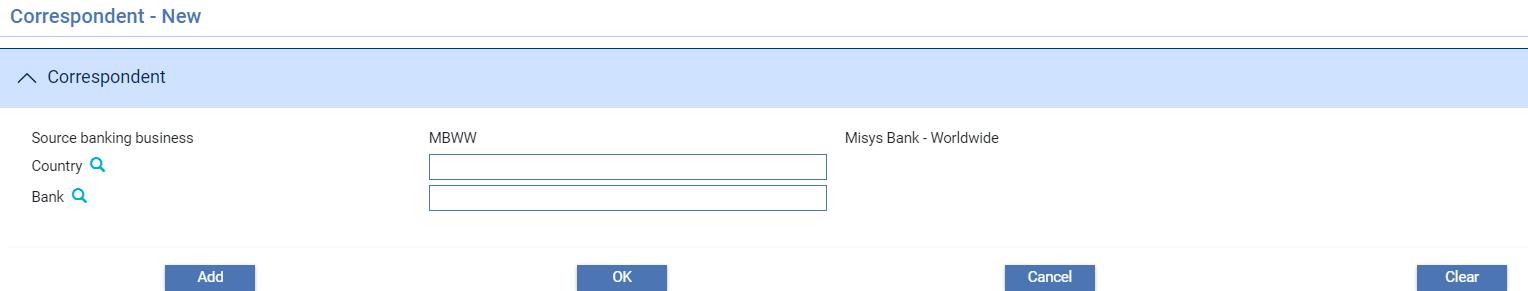 Correspondent - New
Correspondent
Source banking business MBWW Misys Bank - Worldwide
Country
Bank
Add OK Cancel Clear